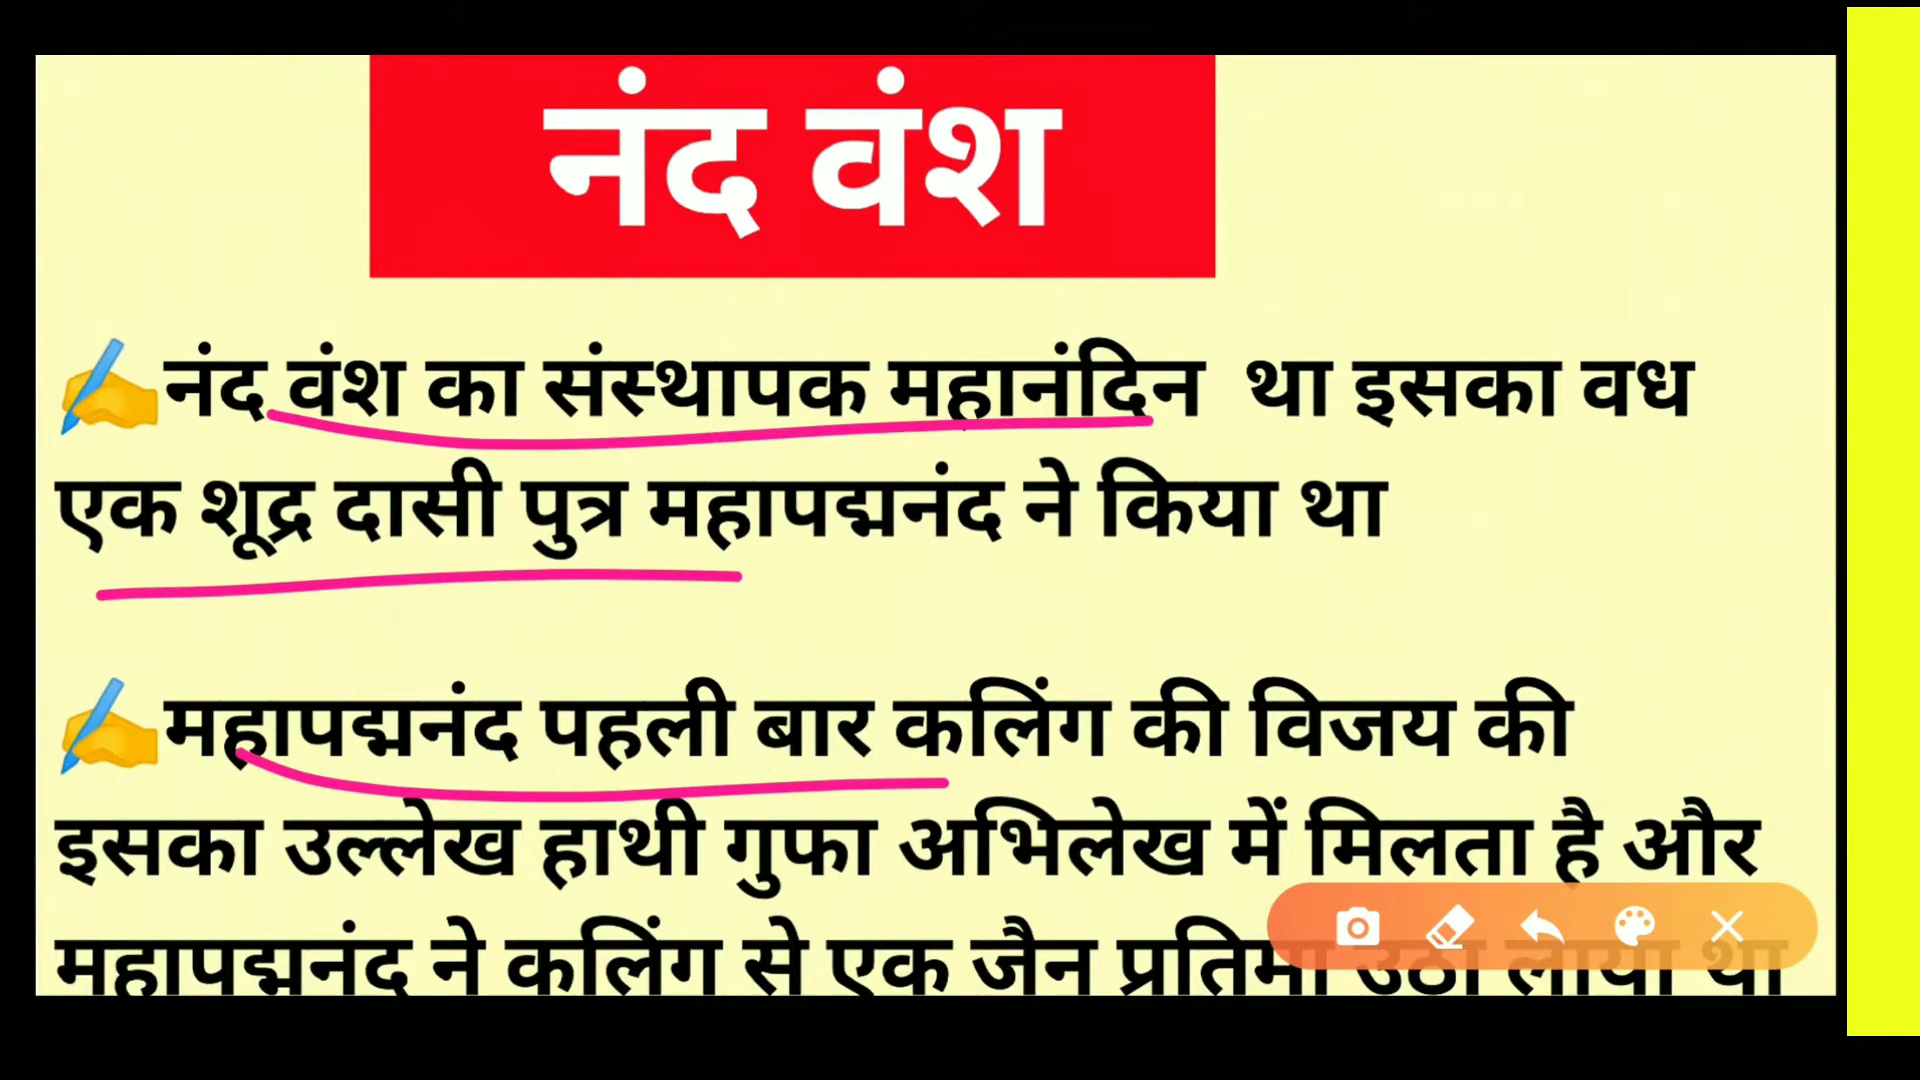 नंद वंश
✍नंद वंश का संस्थापक महानंदिन था इसका वध
एक शूद्र दासी पुत्र महापद्मनंद ने किया था
✍महापद्मनंद पहली बार कलिंग की विजय की
इसका उल्लेख हाथी गुफा अभिलेख में मिलता है और
महापद्मनंद ने कलिंग से एक जैन प्रतिमा उठा लाया था